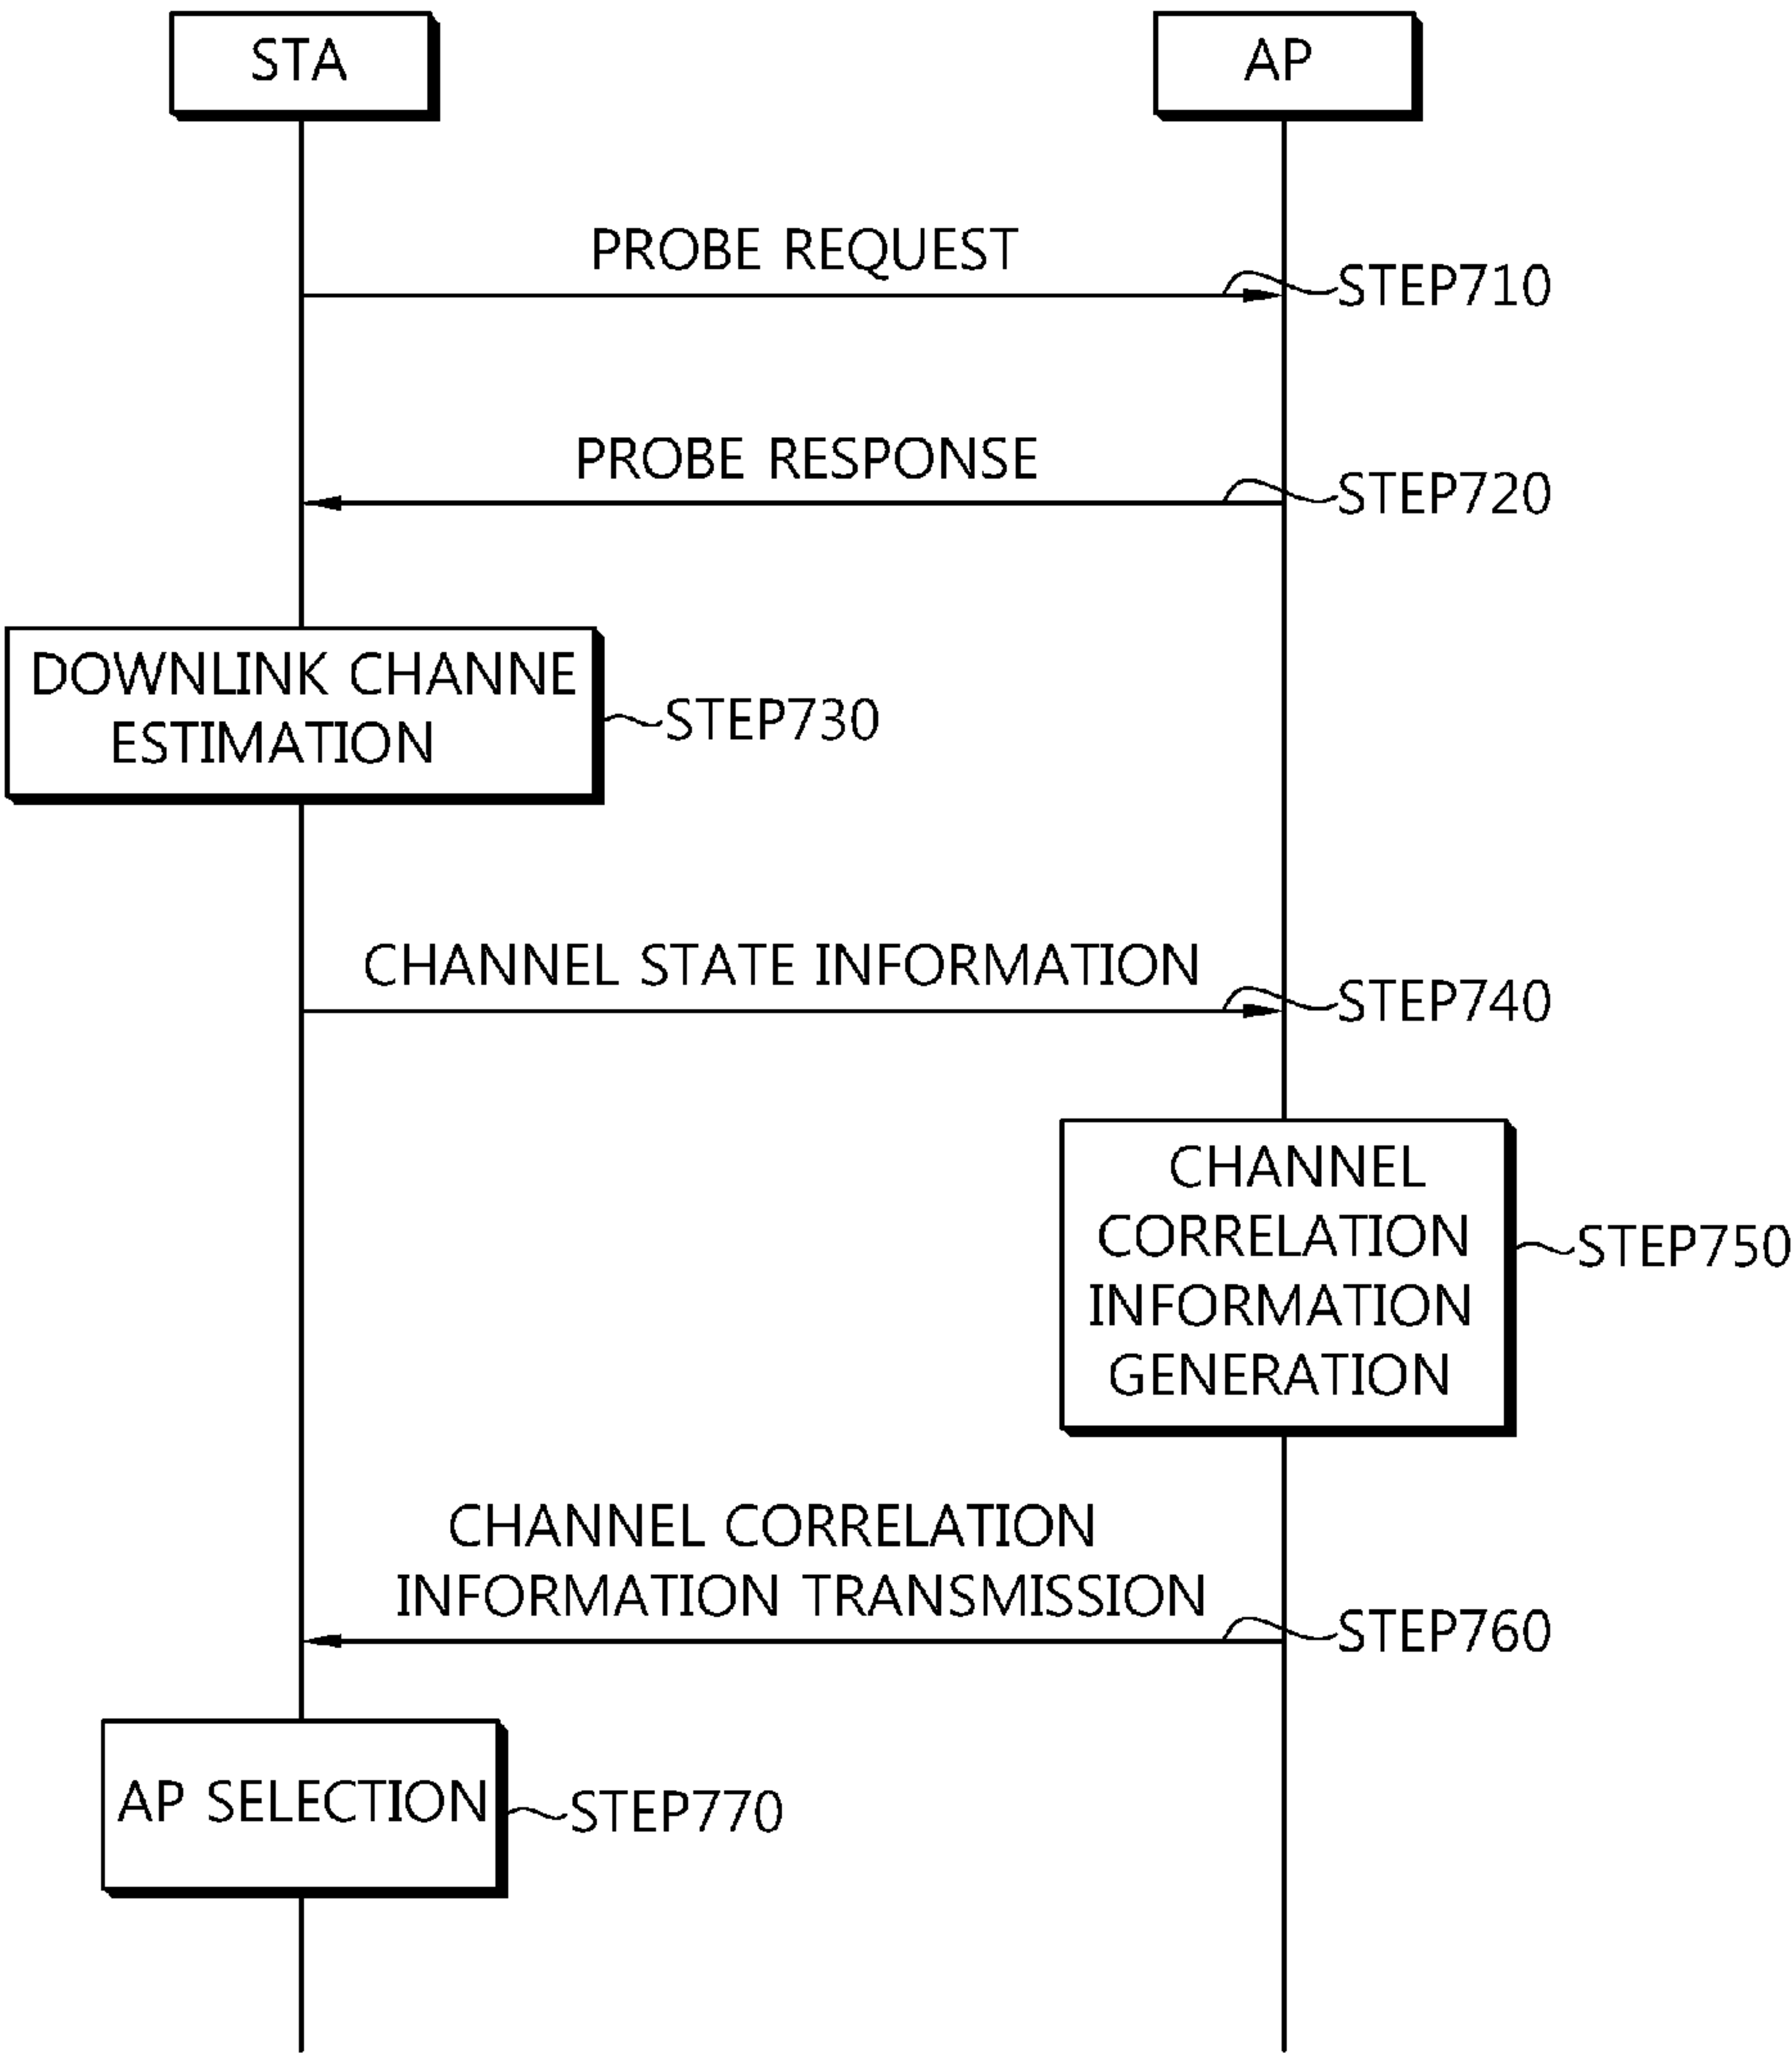 STA
AP
PROBE REQUEST
STEP710
PROBE RESPONSE
STEP720
DOWNLINK CHANNE
ESTIMATION
STEP730
CHANNEL STATE INFORMATION
STEP740
CHANNEL
CORRELATION
INFORMATION
GENERATION
STEP750
CHANNEL CORRELATION
INFORMATION TRANSMISSION
STEP760
AP SELECTION
STEP770